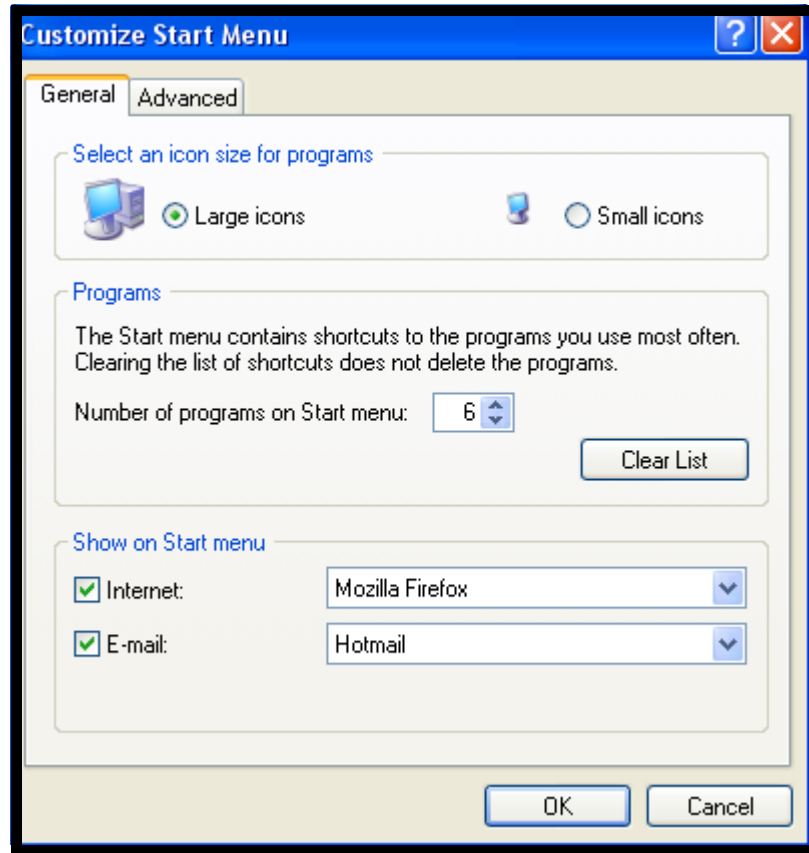 Customize Start Menu
General Advanced
Select an icon size for programs
Large icons Small icons
Programs
The Start menu contains shortcuts to the programs you use most often.
Clearing the list of shortcuts does not delete the programs.
Number of programs on Start menu: 6
Clear List
Show on Start menu
Internet: Mozilla Firefox
E-mail: Hotmail
OK Cancel